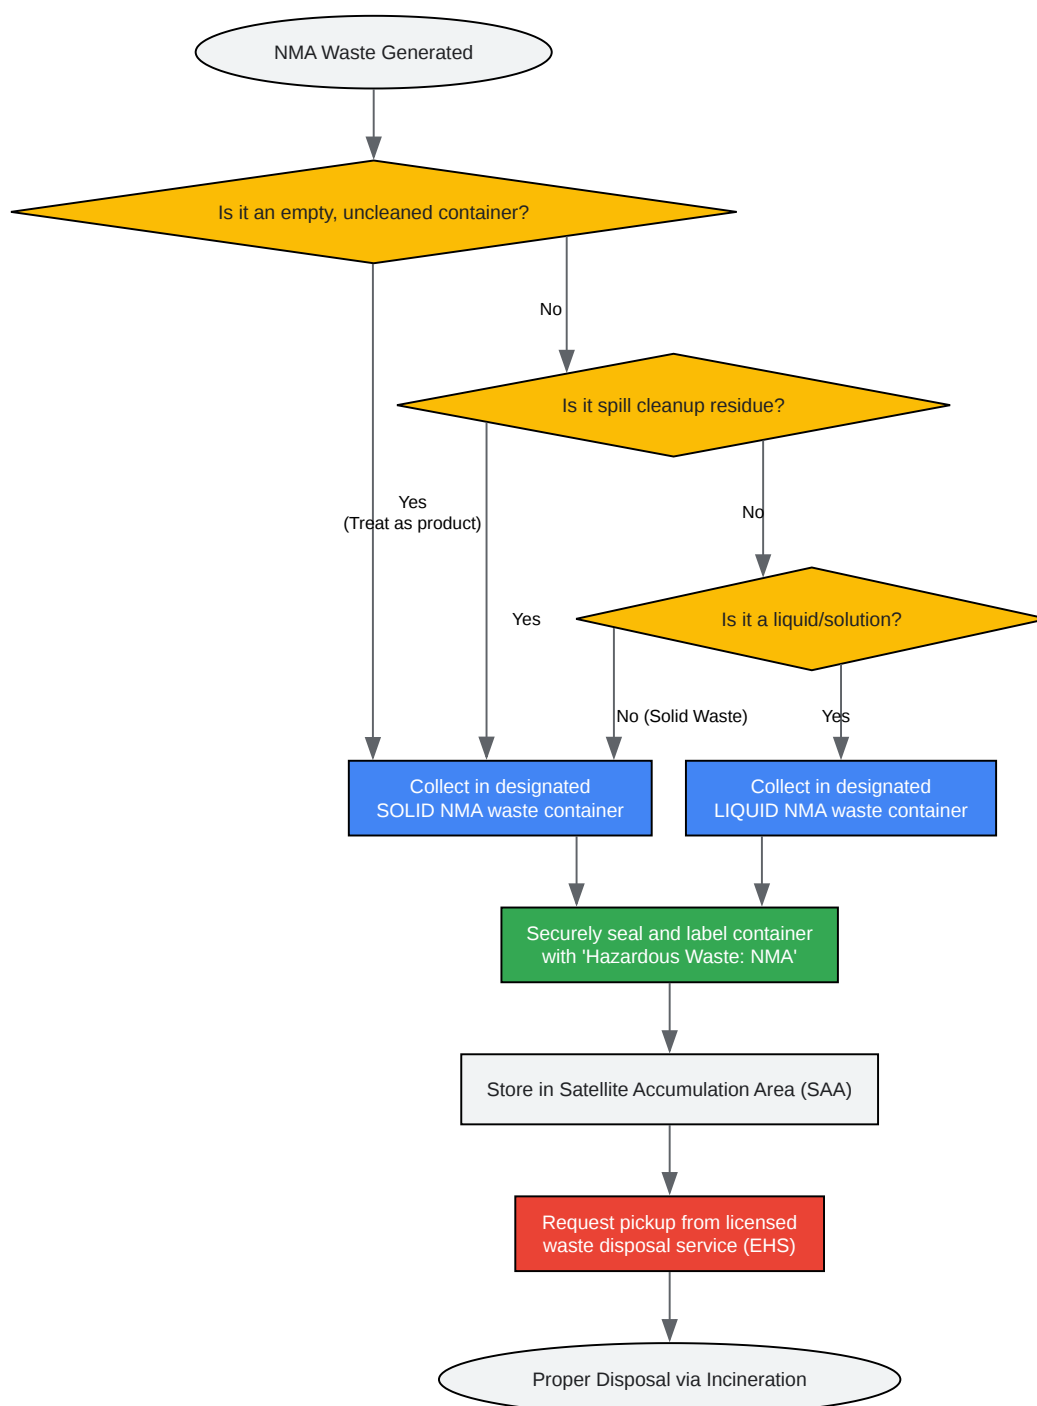 NMA Waste Generated
Is it an empty, uncleaned container?
No
Is it spill cleanup residue?
Yes
(Treat as product)
No
Yes
Is it a liquid/solution?
No (Solid Waste)
Yes
Collect in designated
SOLID NMA waste container
Collect in designated
LIQUID NMA waste container
Securely seal and label container
with 'Hazardous Waste: NMA'
Store in Satellite Accumulation Area (SAA)
Request pickup from licensed
waste disposal service (EHS)
Proper Disposal via Incineration